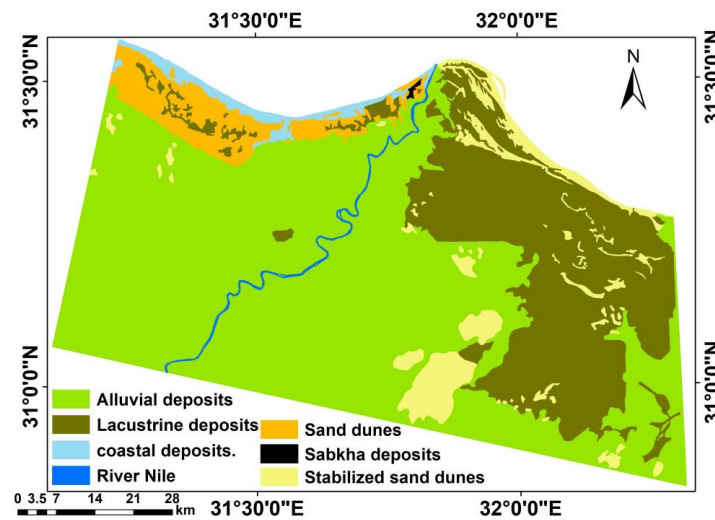 31°30'0"E 32°0'0"E
31°30'0"N
31°30'0"N
N
31°0'0"N
31°0'0"N
Alluvial deposits
Lacustrine deposits
coastal deposits.
River Nile
Sand dunes
Sabkha deposits
Stabilized sand dunes
0 3.5 7 14 21 28
km
31°30'0"E 32°0'0"E